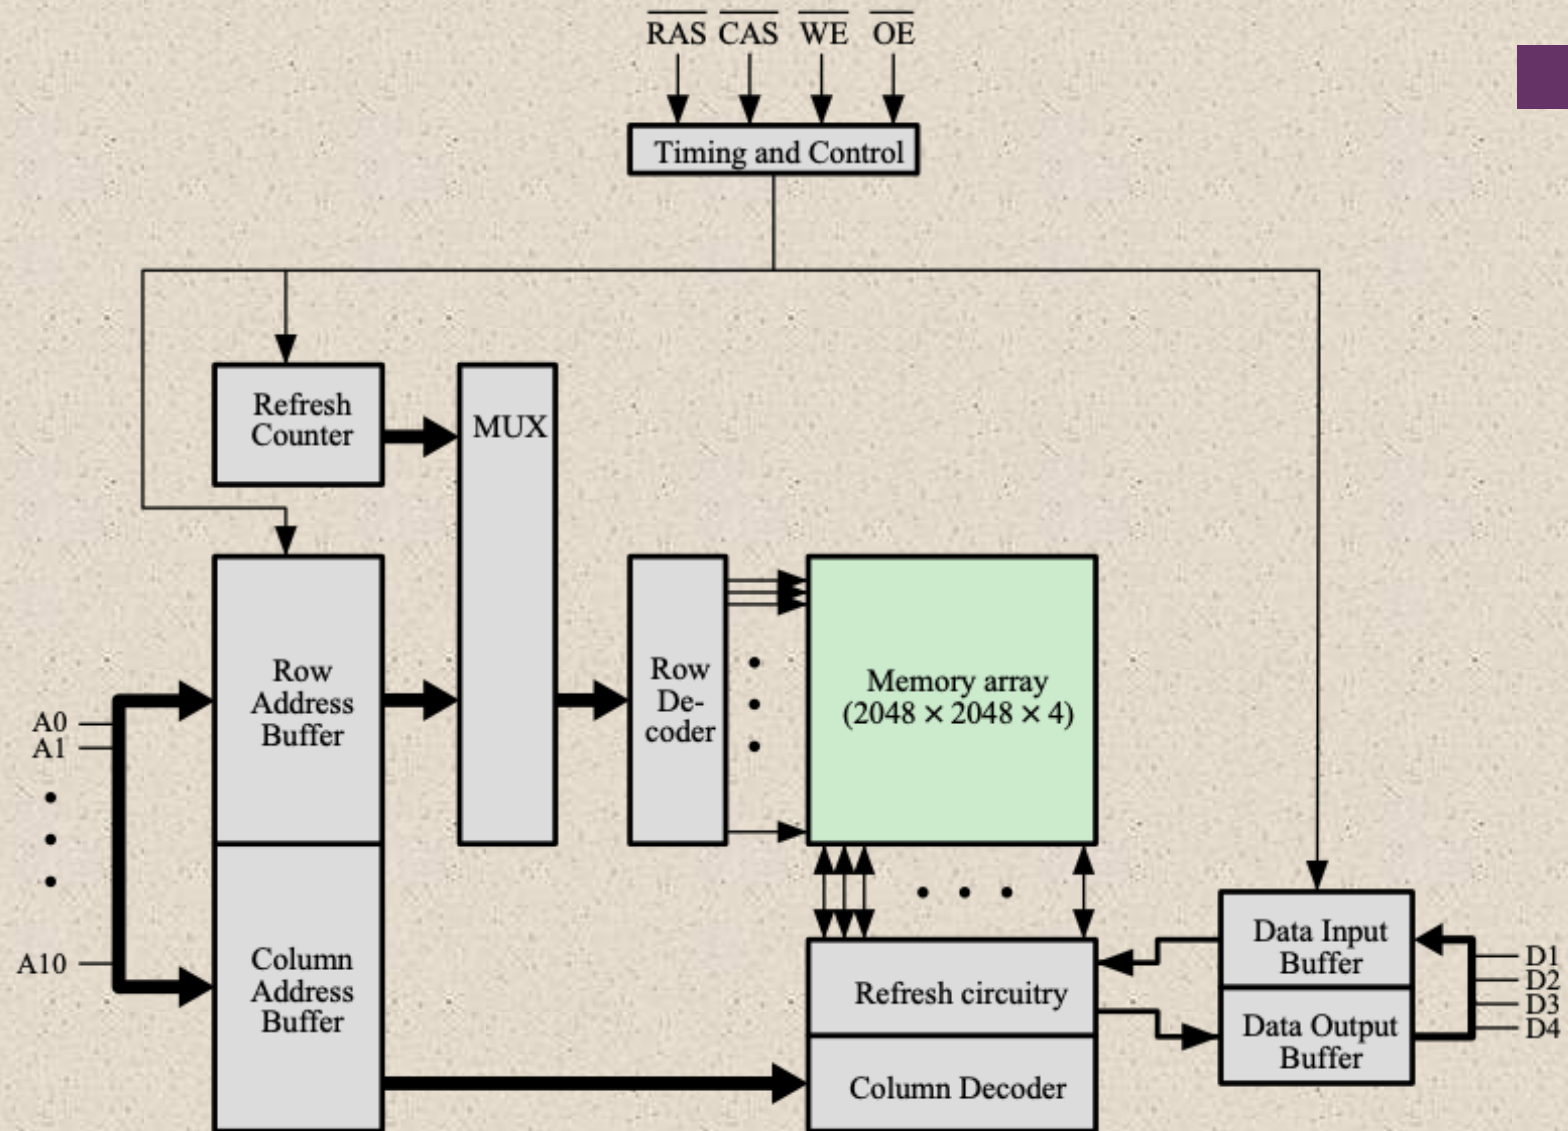 RAS CAS WE OE
Timing and Control
Refresh
Counter
MUX
Row
Address
Buffer
Row
De-
coder
Memory array
(2048 × 2048 × 4)
A0
A1
A10
Column
Address
Buffer
Refresh circuitry
Column Decoder
Data Input
Buffer
Data Output
Buffer
D1
D2
D3
D4